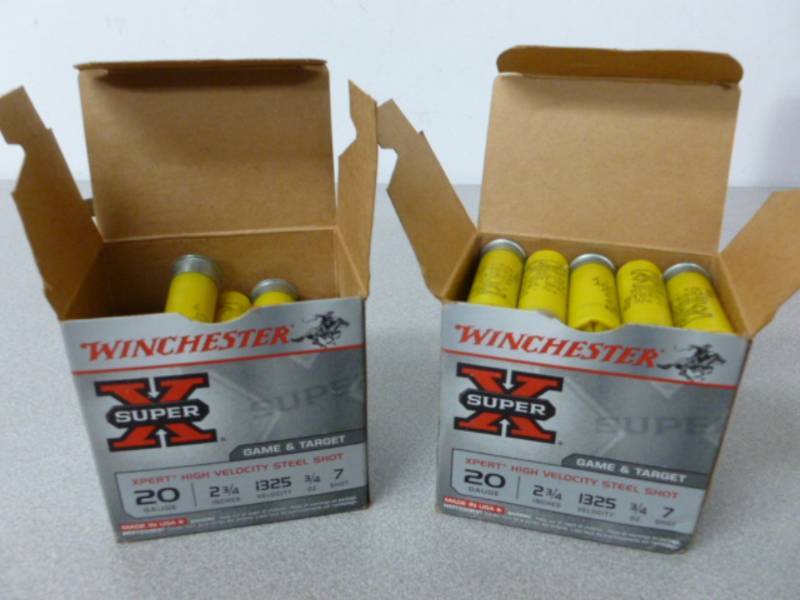 WINCHESTER
SUPER X
SUPER
GAME & TARGET
XPERT HIGH VELOCITY STEEL SHOT
20 2 3/4 1325 3/4 7
GAUGE INCHES VELOCITY OZ. SHOT
MADE IN USA
WINCHESTER
SUPER X
SUPE
GAME & TARGET
XPERT HIGH VELOCITY STEEL SHOT
20 2 3/4 1325 3/4 7
GAUGE INCHES VELOCITY OZ. SHOT
MADE IN USA